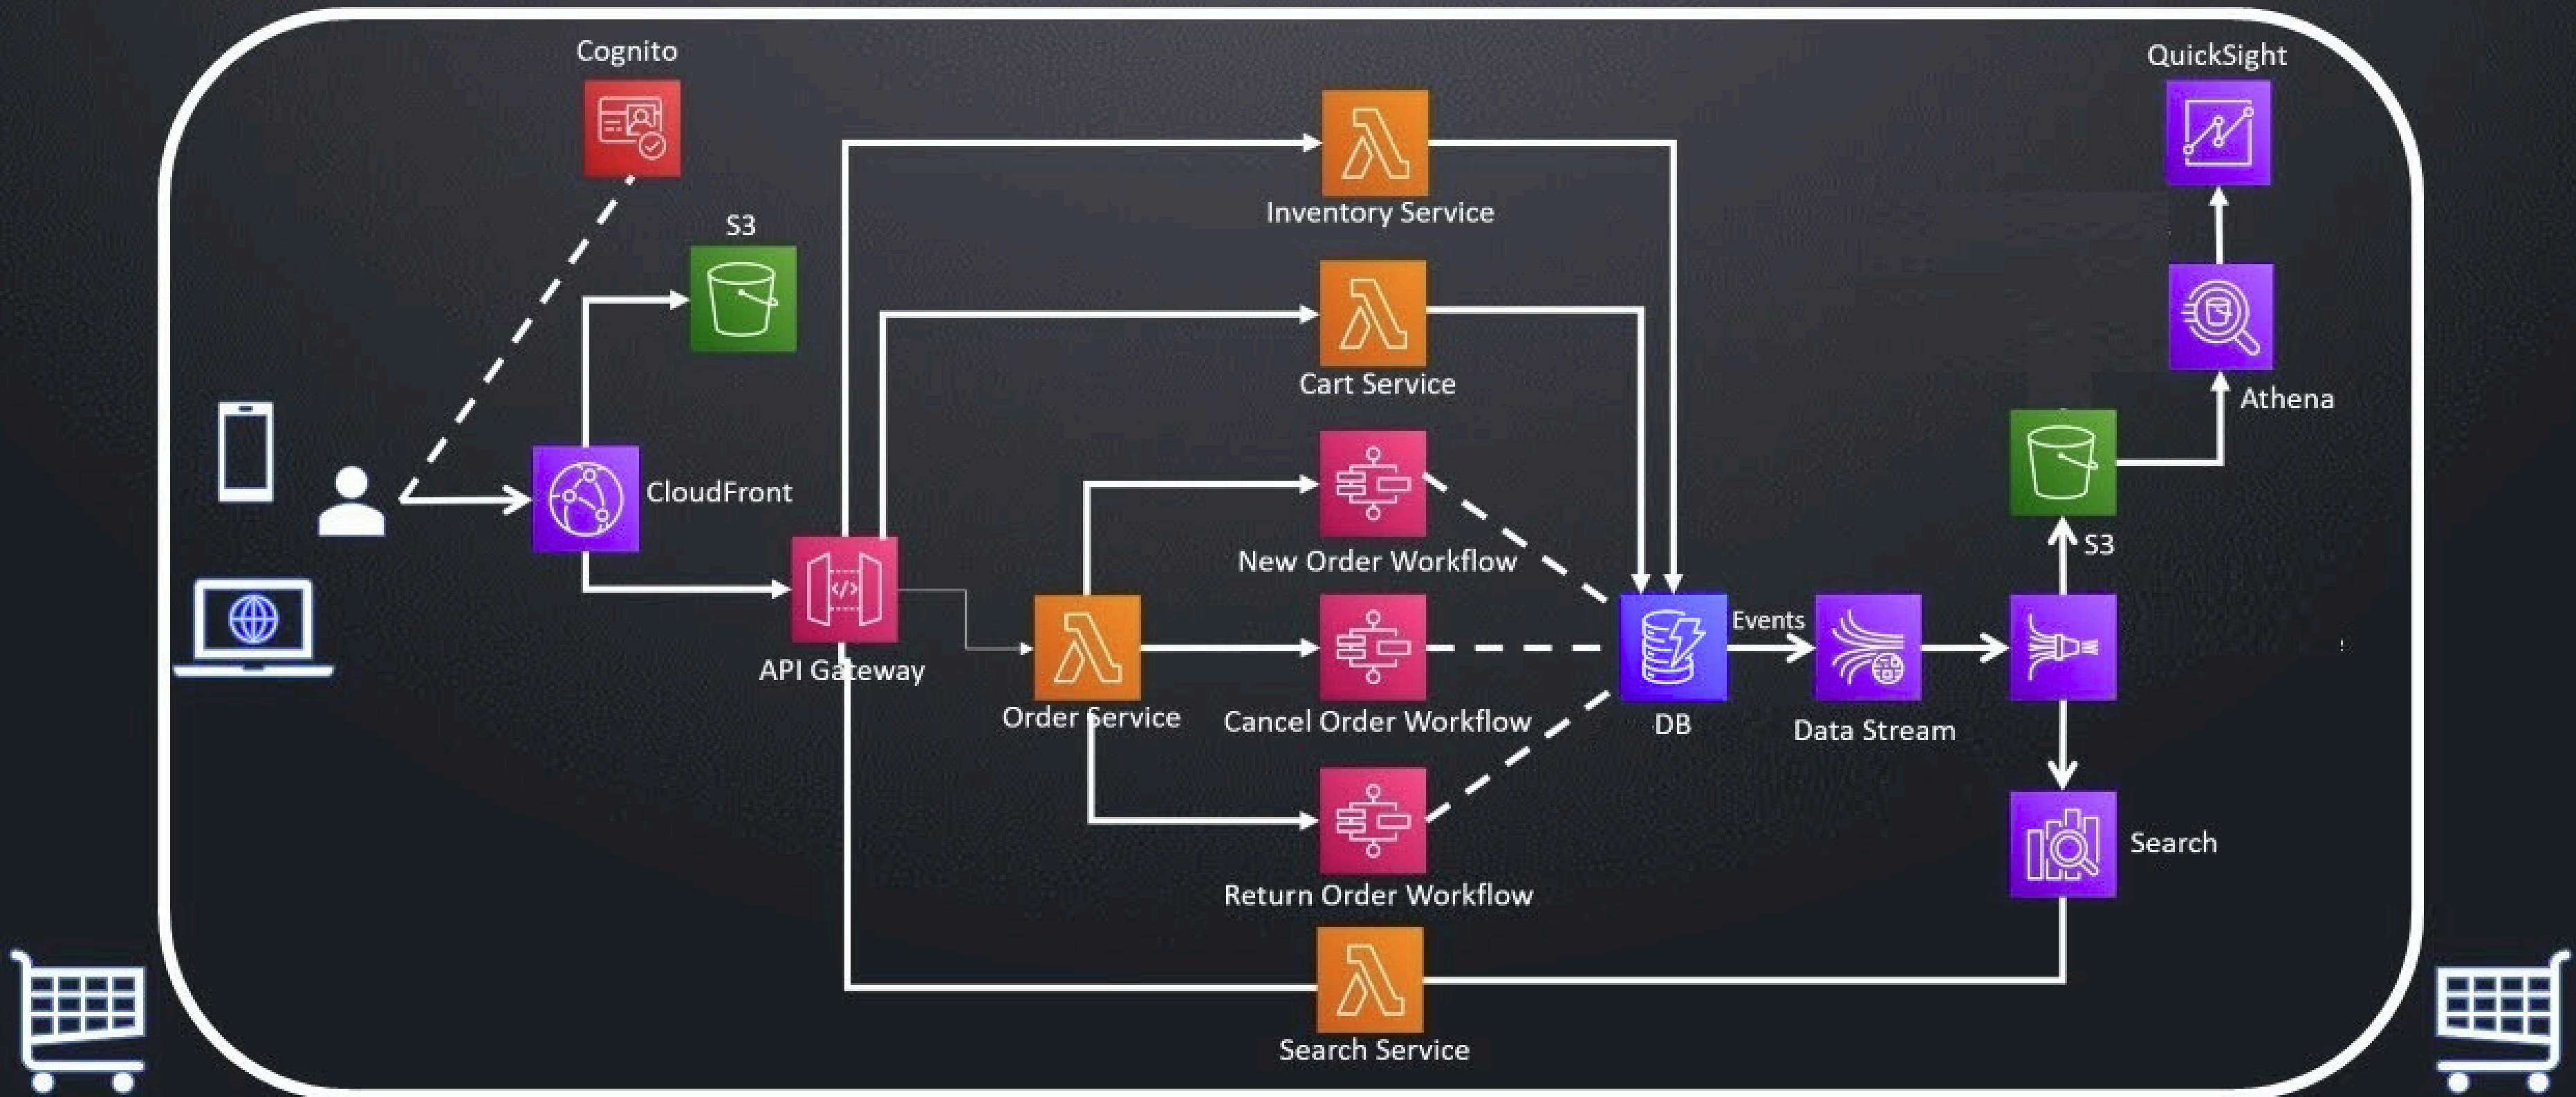 Cognito
QuickSight
S3
Inventory Service
Cart Service
Athena
CloudFront
S3
New Order Workflow
Events
API Gateway
Order Service
Cancel Order Workflow
DB
Data Stream
Search
Return Order Workflow
Search Service